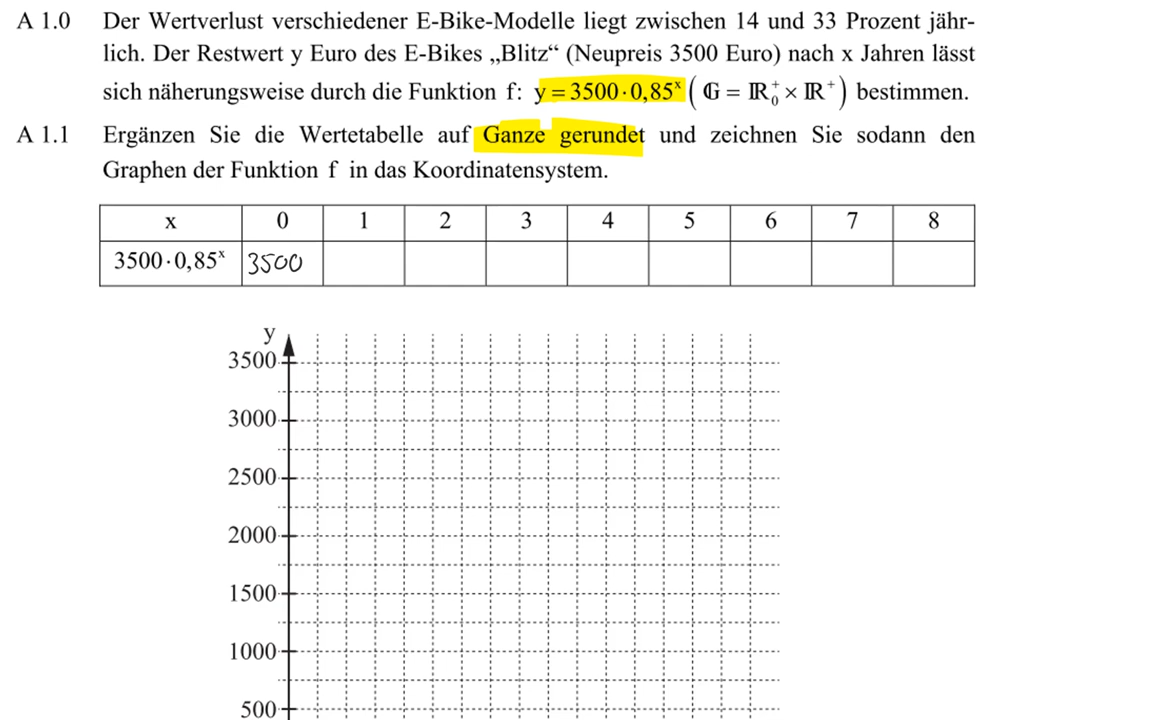 A 1.0 Der Wertverlust verschiedener E-Bike-Modelle liegt zwischen 14 und 33 Prozent jähr-
lich. Der Restwert y Euro des E-Bikes „Blitz“ (Neupreis 3500 Euro) nach x Jahren lässt
sich näherungsweise durch die Funktion f: y = 3500 · 0,85ˣ (𝔾 = ℝ₀⁺ × ℝ⁺) bestimmen.
A 1.1 Ergänzen Sie die Wertetabelle auf Ganze gerundet und zeichnen Sie sodann den
Graphen der Funktion f in das Koordinatensystem.
x 0 1 2 3 4 5 6 7 8
3500 · 0,85ˣ 3500
y
3500
3000
2500
2000
1500
1000
500